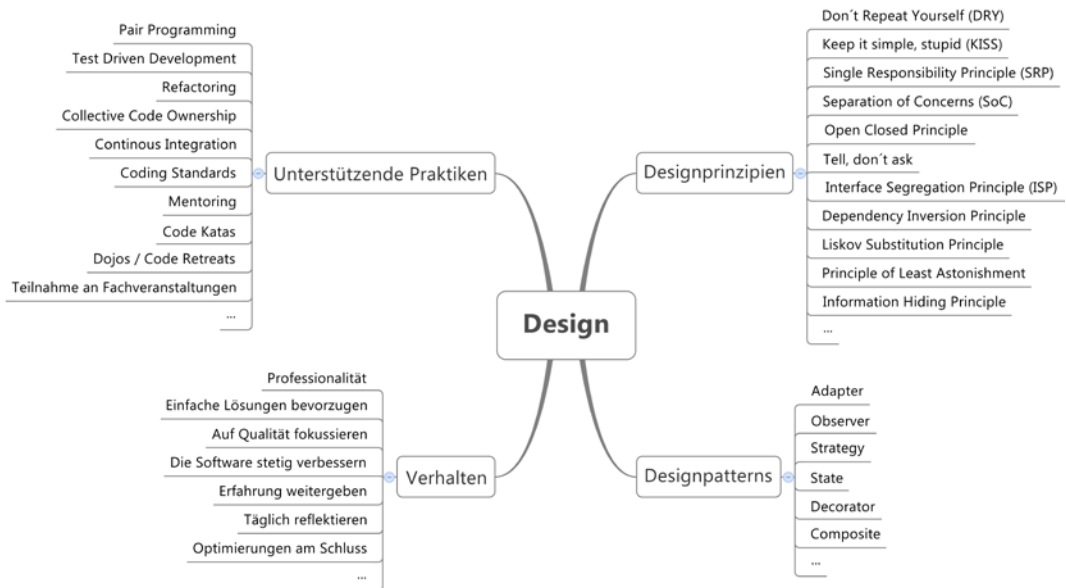 Pair Programming
Test Driven Development
Refactoring
Collective Code Ownership
Continous Integration
Coding Standards
Mentoring
Code Katas
Dojos / Code Retreats
Teilnahme an Fachveranstaltungen
...
Unterstützende Praktiken
Don´t Repeat Yourself (DRY)
Keep it simple, stupid (KISS)
Single Responsibility Principle (SRP)
Separation of Concerns (SoC)
Open Closed Principle
Tell, don´t ask
Interface Segregation Principle (ISP)
Dependency Inversion Principle
Liskov Substitution Principle
Principle of Least Astonishment
Information Hiding Principle
...
Designprinzipien
Design
Professionalität
Einfache Lösungen bevorzugen
Auf Qualität fokussieren
Die Software stetig verbessern
Erfahrung weitergeben
Täglich reflektieren
Optimierungen am Schluss
...
Verhalten
Adapter
Observer
Strategy
State
Decorator
Composite
...
Designpatterns